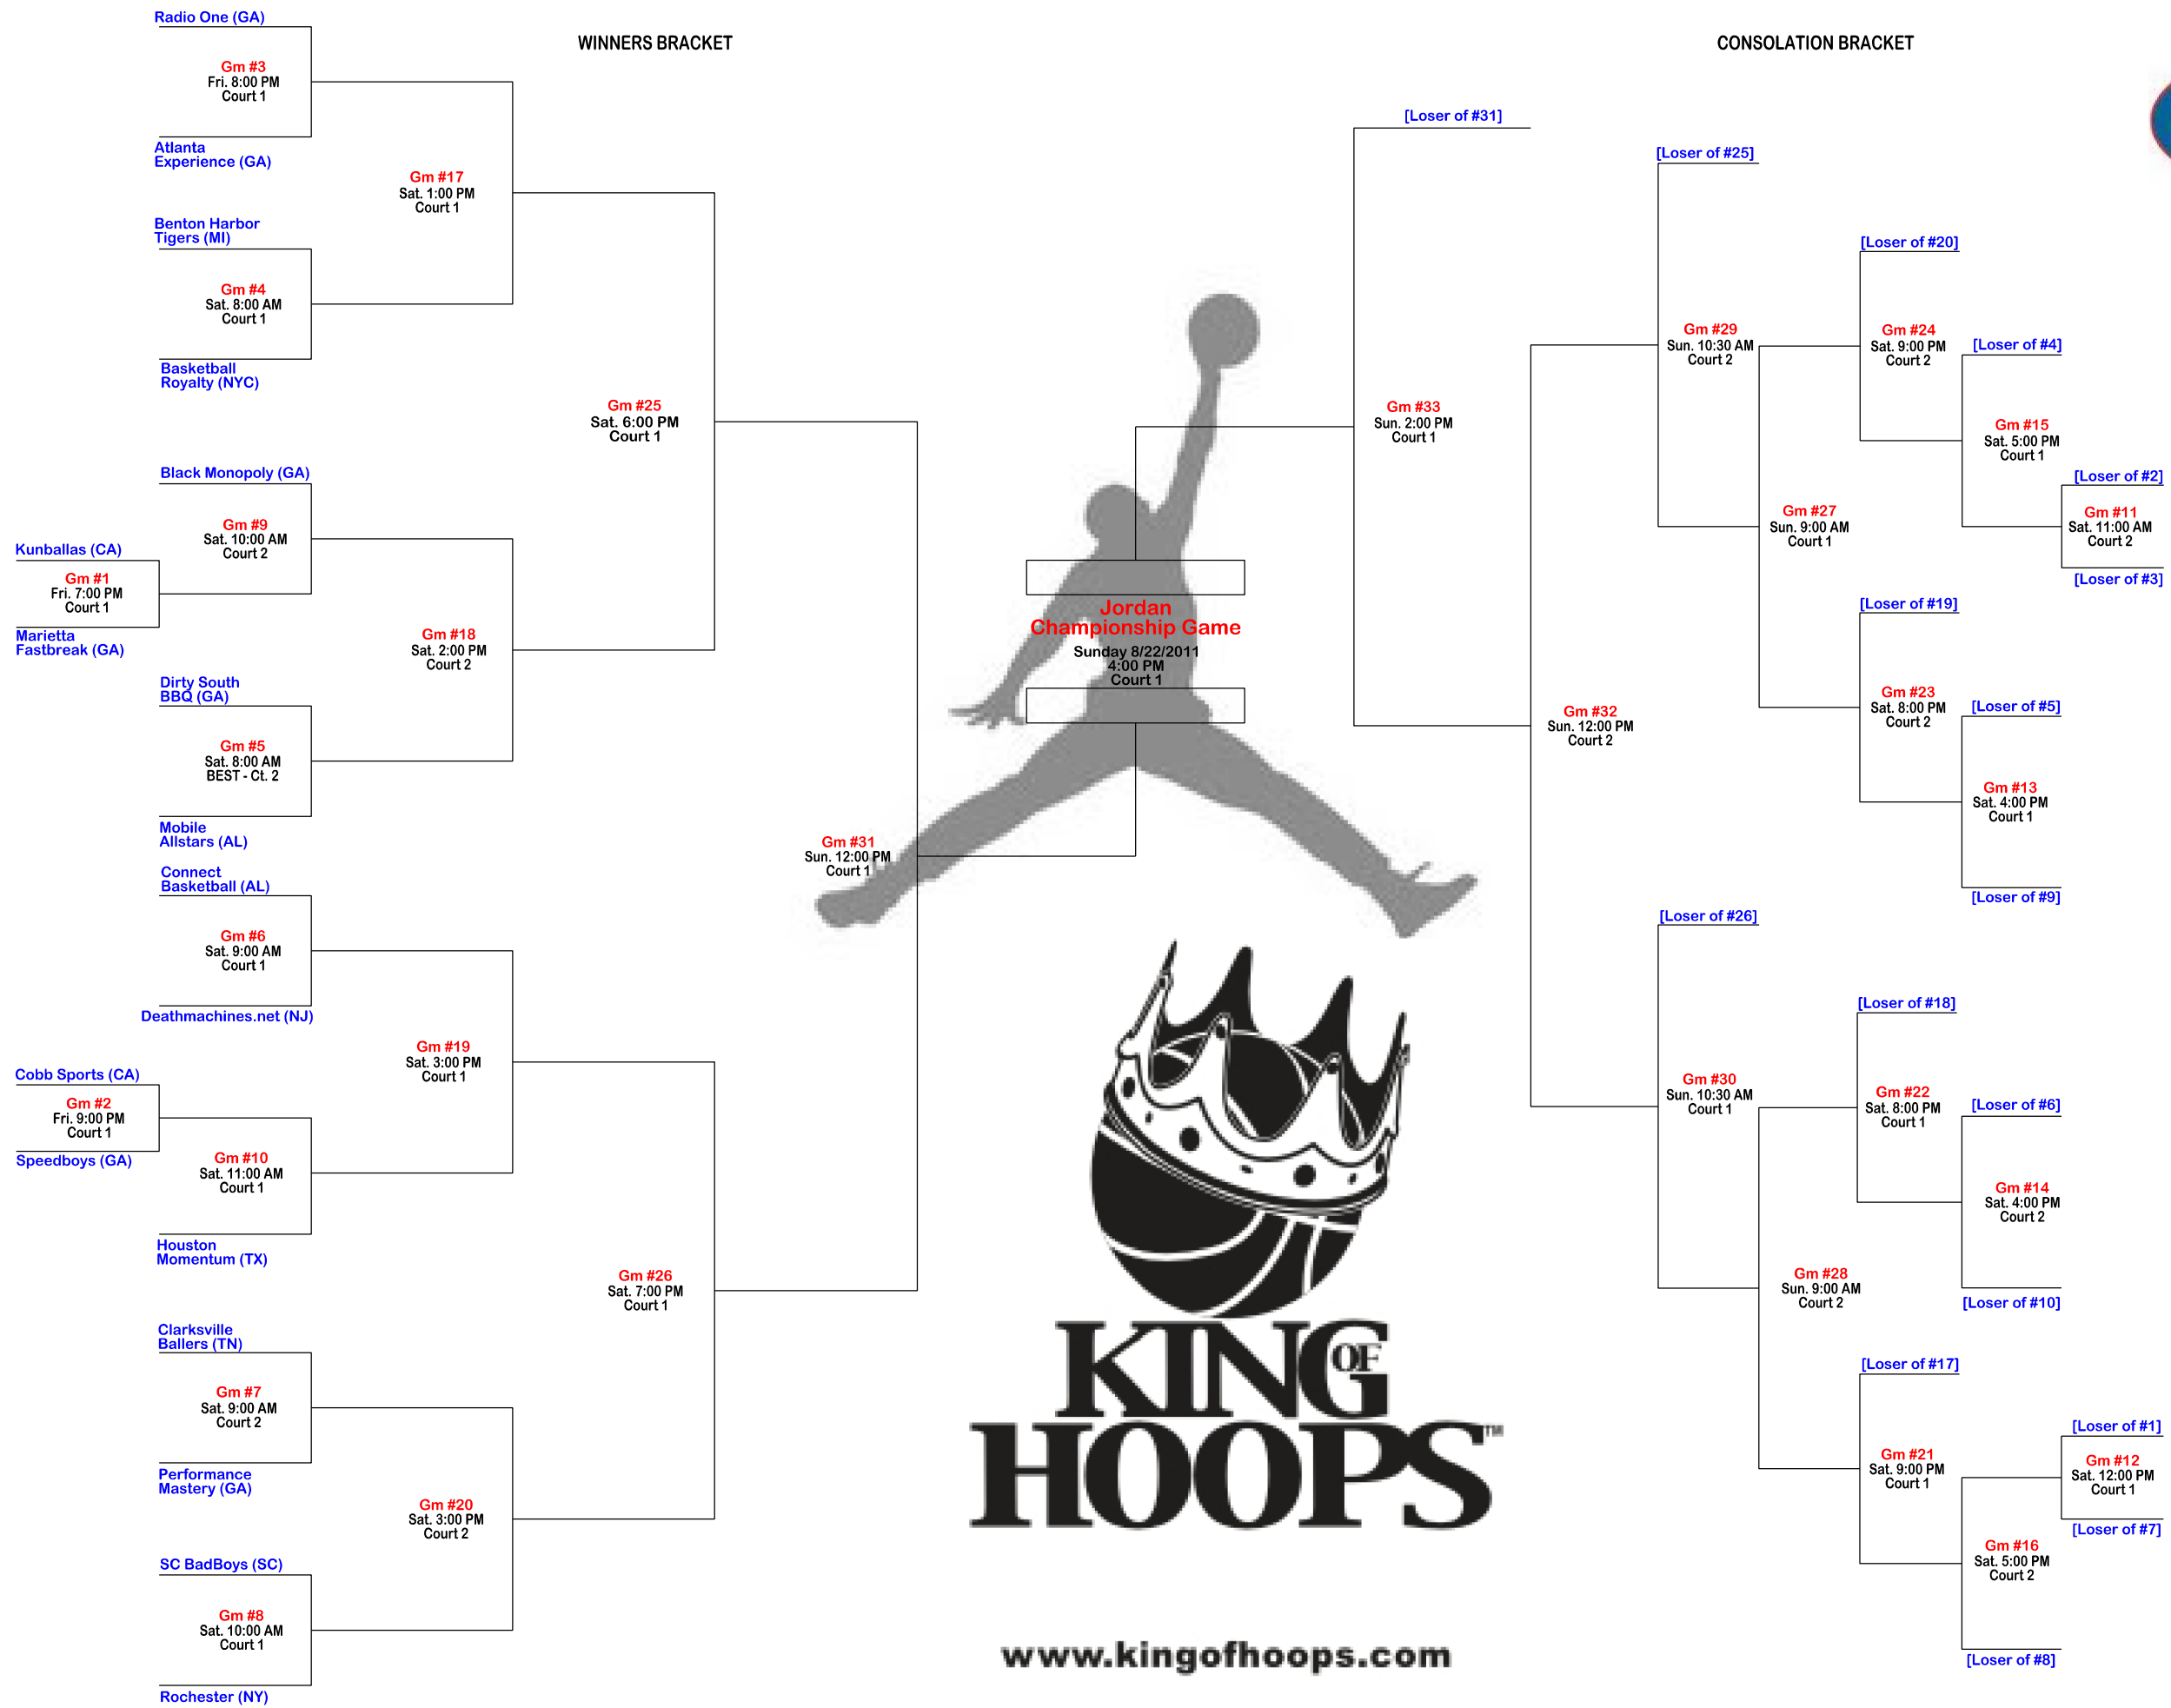 WINNERS BRACKET
CONSOLATION BRACKET
Radio One (GA)
Gm #3
Fri. 8:00 PM
Court 1
Atlanta
Experience (GA)
Gm #17
Sat. 1:00 PM
Court 1
Benton Harbor
Tigers (MI)
Gm #4
Sat. 8:00 AM
Court 1
Basketball
Royalty (NYC)
Gm #25
Sat. 6:00 PM
Court 1
Black Monopoly (GA)
Gm #9
Sat. 10:00 AM
Court 2
Kunballas (CA)
Gm #1
Fri. 7:00 PM
Court 1
Marietta
Fastbreak (GA)
Gm #18
Sat. 2:00 PM
Court 2
Dirty South
BBQ (GA)
Gm #5
Sat. 8:00 AM
BEST - Ct. 2
Mobile
Allstars (AL)
Gm #31
Sun. 12:00 PM
Court 1
Connect
Basketball (AL)
Gm #6
Sat. 9:00 AM
Court 1
Deathmachines.net (NJ)
Gm #19
Sat. 3:00 PM
Court 1
Cobb Sports (CA)
Gm #2
Fri. 9:00 PM
Court 1
Speedboys (GA)
Gm #10
Sat. 11:00 AM
Court 1
Houston
Momentum (TX)
Gm #26
Sat. 7:00 PM
Court 1
Clarksville
Ballers (TN)
Gm #7
Sat. 9:00 AM
Court 2
Performance
Mastery (GA)
Gm #20
Sat. 3:00 PM
Court 2
SC BadBoys (SC)
Gm #8
Sat. 10:00 AM
Court 1
Rochester (NY)
Jordan
Championship Game
Sunday 8/22/2011
4:00 PM
Court 1
KING OF
HOOPS™
www.kingofhoops.com
[Loser of #31]
Gm #33
Sun. 2:00 PM
Court 1
Gm #32
Sun. 12:00 PM
Court 2
[Loser of #25]
Gm #29
Sun. 10:30 AM
Court 2
[Loser of #20]
Gm #24
Sat. 9:00 PM
Court 2
[Loser of #4]
Gm #15
Sat. 5:00 PM
Court 1
[Loser of #2]
Gm #11
Sat. 11:00 AM
Court 2
[Loser of #3]
Gm #27
Sun. 9:00 AM
Court 1
[Loser of #19]
Gm #23
Sat. 8:00 PM
Court 2
[Loser of #5]
Gm #13
Sat. 4:00 PM
Court 1
[Loser of #9]
[Loser of #26]
Gm #30
Sun. 10:30 AM
Court 1
[Loser of #18]
Gm #22
Sat. 8:00 PM
Court 1
[Loser of #6]
Gm #14
Sat. 4:00 PM
Court 2
[Loser of #10]
Gm #28
Sun. 9:00 AM
Court 2
[Loser of #17]
Gm #21
Sat. 9:00 PM
Court 1
[Loser of #1]
Gm #12
Sat. 12:00 PM
Court 1
[Loser of #7]
Gm #16
Sat. 5:00 PM
Court 2
[Loser of #8]